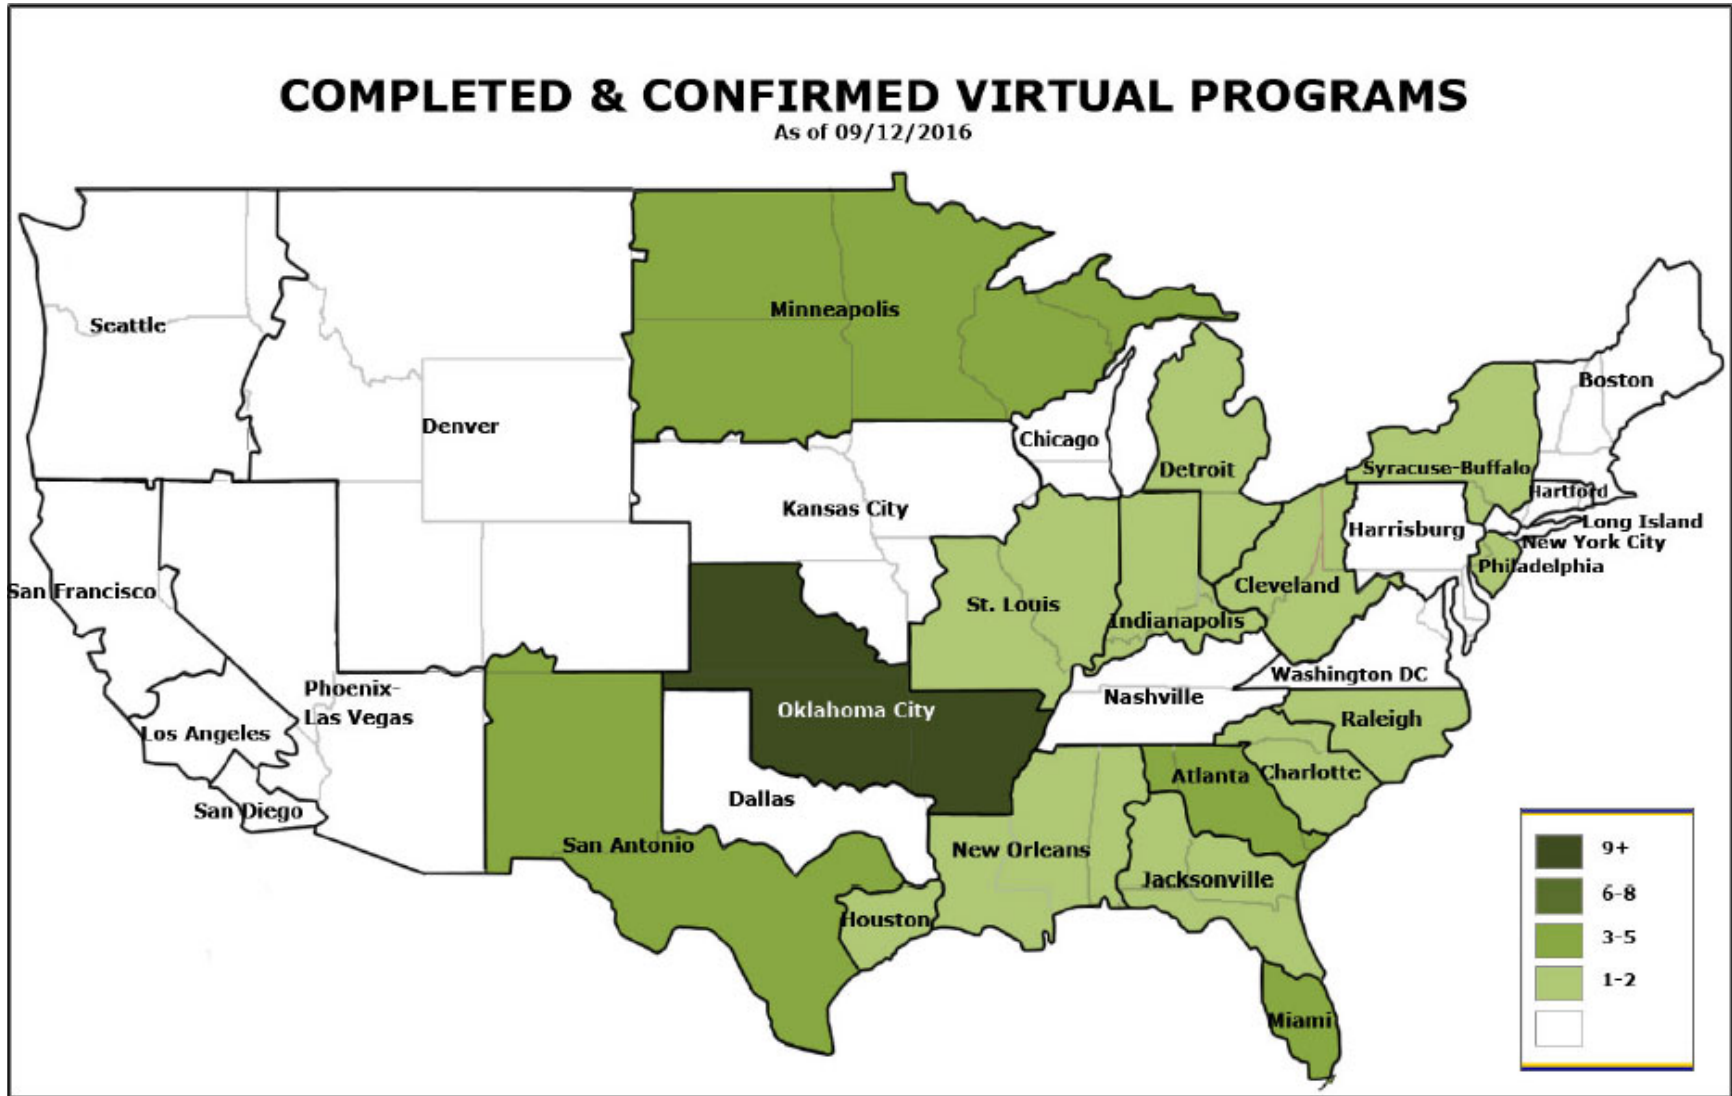 COMPLETED & CONFIRMED VIRTUAL PROGRAMS
As of 09/12/2016
Minneapolis
Seattle
Boston
Denver
Chicago
Detroit
Syracuse-Buffalo
Hartford
Kansas City
Long Island
Harrisburg
New York City
Philadelphia
San Francisco
Cleveland
St. Louis
Indianapolis
Washington DC
Phoenix-
Las Vegas
Nashville
Oklahoma City
Raleigh
Los Angeles
Atlanta
Charlotte
Dallas
San Diego
San Antonio
New Orleans
Jacksonville
Houston
Miami
9+
6-8
3-5
1-2